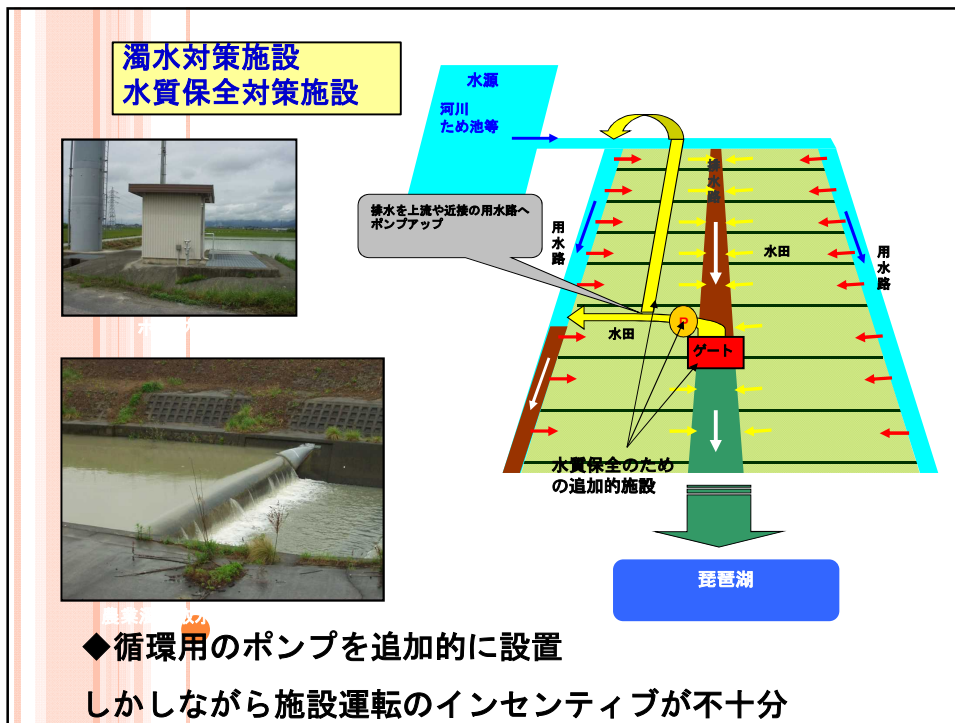 濁水対策施設
水質保全対策施設
水源
河川
ため池等
排水路
排水を上流や近接の用水路へ
ポンプアップ
用水路
水田
用水路
P
水田
ゲート
水質保全のため
の追加的施設
琵琶湖
◆循環用のポンプを追加的に設置
しかしながら施設運転のインセンティブが不十分